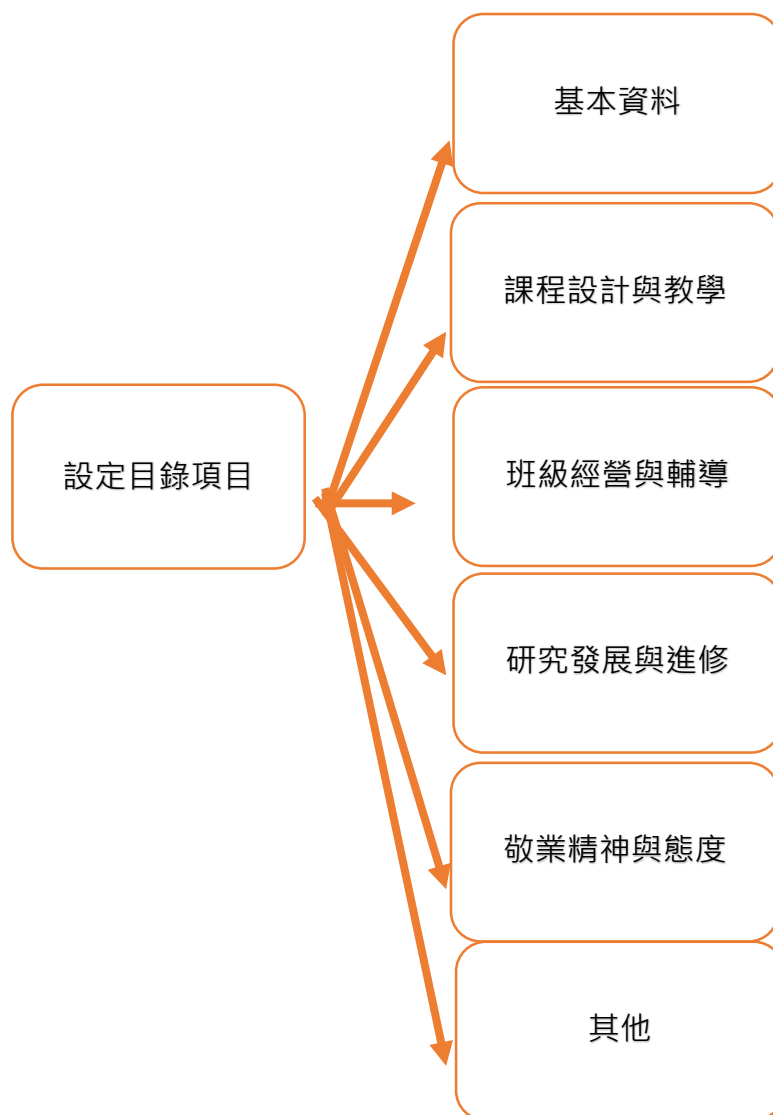 設定目錄項目
基本資料
課程設計與教學
班級經營與輔導
研究發展與進修
敬業精神與態度
其他